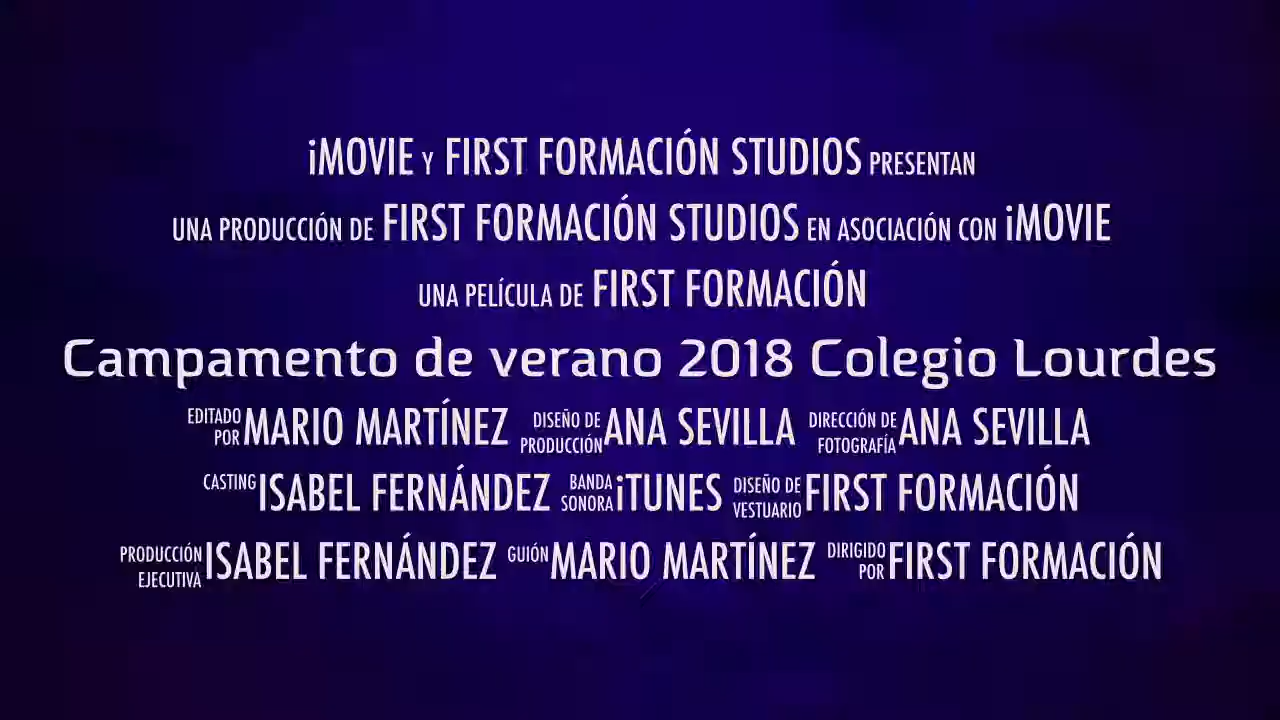 iMOVIE Y FIRST FORMACIÓN STUDIOS PRESENTAN
UNA PRODUCCIÓN DE FIRST FORMACIÓN STUDIOS EN ASOCIACIÓN CON iMOVIE
UNA PELÍCULA DE FIRST FORMACIÓN
Campamento de verano 2018 Colegio Lourdes
EDITADO POR MARIO MARTÍNEZ DISEÑO DE PRODUCCIÓN ANA SEVILLA DIRECCIÓN DE FOTOGRAFÍA ANA SEVILLA
CASTING ISABEL FERNÁNDEZ BANDA SONORA iTUNES DISEÑO DE VESTUARIO FIRST FORMACIÓN
PRODUCCIÓN EJECUTIVA ISABEL FERNÁNDEZ GUIÓN MARIO MARTÍNEZ DIRIGIDO POR FIRST FORMACIÓN